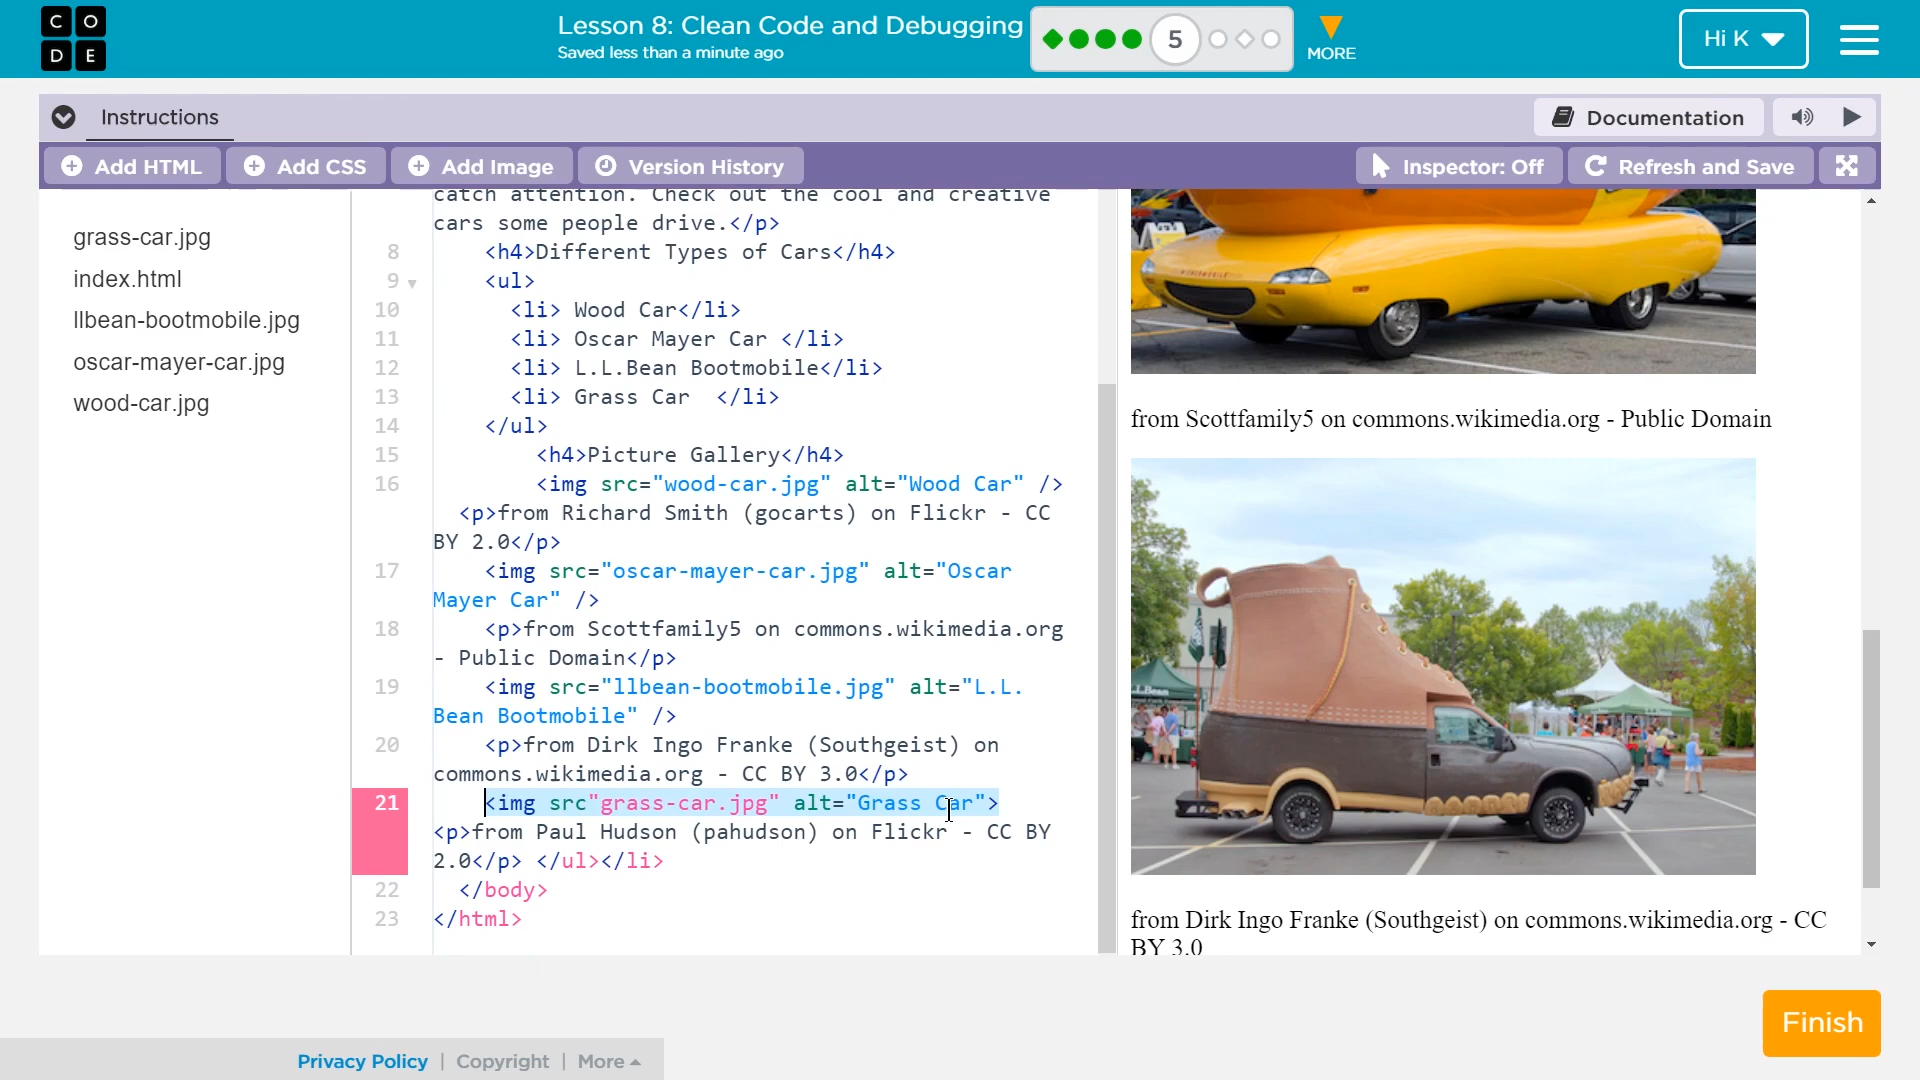 C O
D E
Lesson 8: Clean Code and Debugging
Saved less than a minute ago
5
MORE
Hi K
Instructions
Documentation
Add HTML
Add CSS
Add Image
Version History
Inspector: Off
Refresh and Save
grass-car.jpg
index.html
llbean-bootmobile.jpg
oscar-mayer-car.jpg
wood-car.jpg
catch attention. Check out the cool and creative
cars some people drive.</p>
8 <h4>Different Types of Cars</h4>
9 <ul>
10 <li> Wood Car</li>
11 <li> Oscar Mayer Car </li>
12 <li> L.L.Bean Bootmobile</li>
13 <li> Grass Car  </li>
14 </ul>
15 <h4>Picture Gallery</h4>
16 <img src="wood-car.jpg" alt="Wood Car" />
<p>from Richard Smith (gocarts) on Flickr - CC
BY 2.0</p>
17 <img src="oscar-mayer-car.jpg" alt="Oscar
Mayer Car" />
18 <p>from Scottfamily5 on commons.wikimedia.org
- Public Domain</p>
19 <img src="llbean-bootmobile.jpg" alt="L.L.
Bean Bootmobile" />
20 <p>from Dirk Ingo Franke (Southgeist) on
commons.wikimedia.org - CC BY 3.0</p>
21 <img src"grass-car.jpg" alt="Grass Car">
<p>from Paul Hudson (pahudson) on Flickr - CC BY
2.0</p> </ul></li>
22 </body>
23 </html>
from Scottfamily5 on commons.wikimedia.org - Public Domain
from Dirk Ingo Franke (Southgeist) on commons.wikimedia.org - CC
BY 3.0
Finish
Privacy Policy | Copyright | More